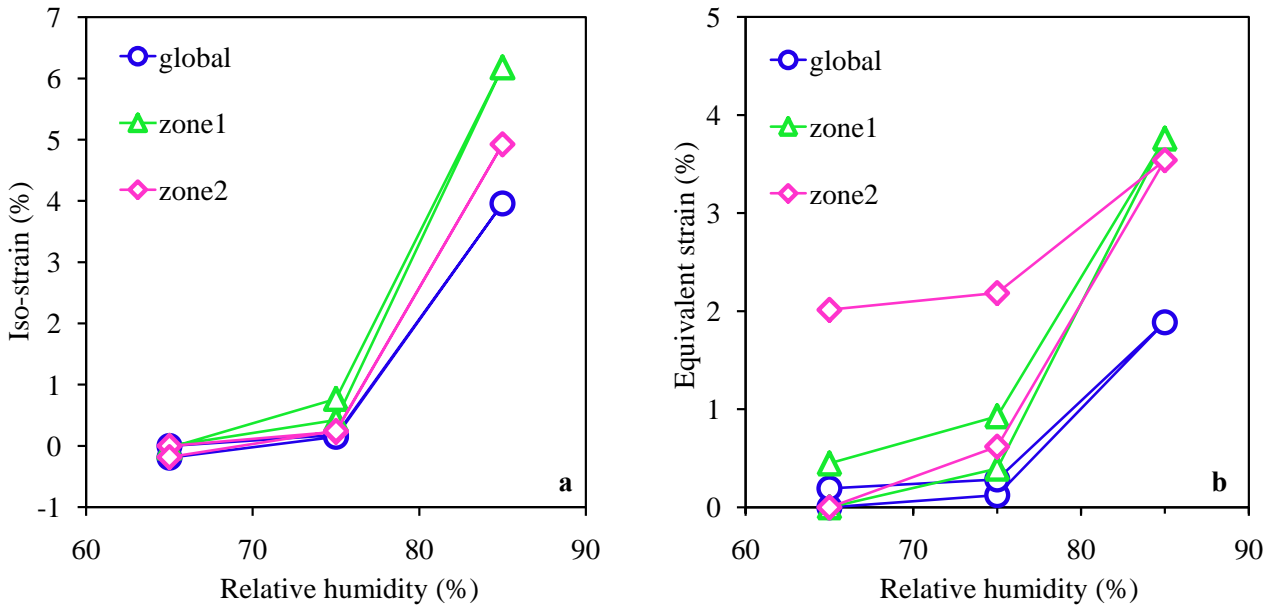 7
6
5
4
3
2
1
0
-1
60
70
80
90
Iso-strain (%)
Relative humidity (%)
global
zone1
zone2
a
5
4
3
2
1
0
60
70
80
90
Equivalent strain (%)
Relative humidity (%)
global
zone1
zone2
b